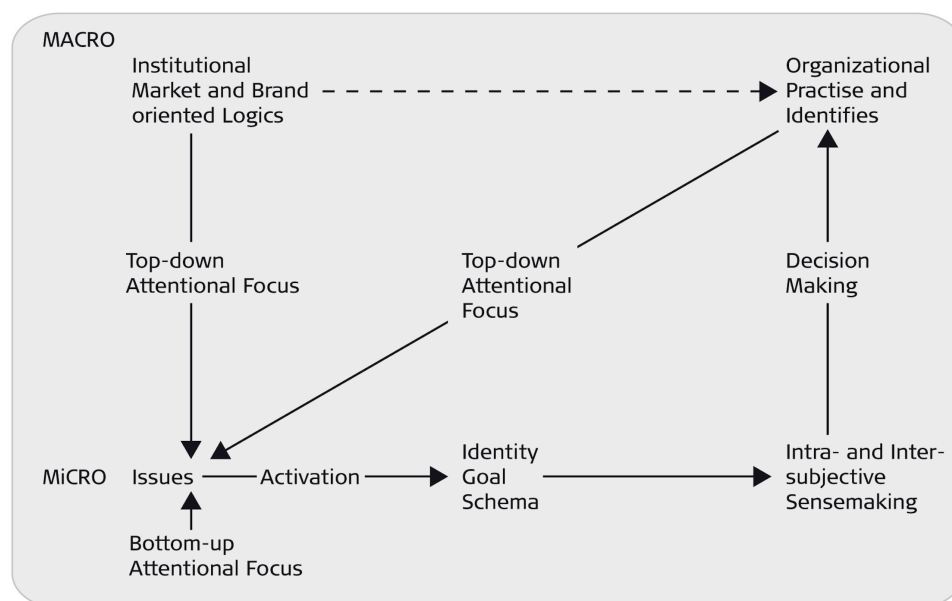 MACRO
Institutional
Market and Brand
oriented Logics
Organizational
Practise and
Identifies
Top-down
Attentional Focus
Top-down
Attentional
Focus
Decision
Making
MiCRO
Issues
Activation
Identity
Goal
Schema
Intra- and Inter-
subjective
Sensemaking
Bottom-up
Attentional Focus